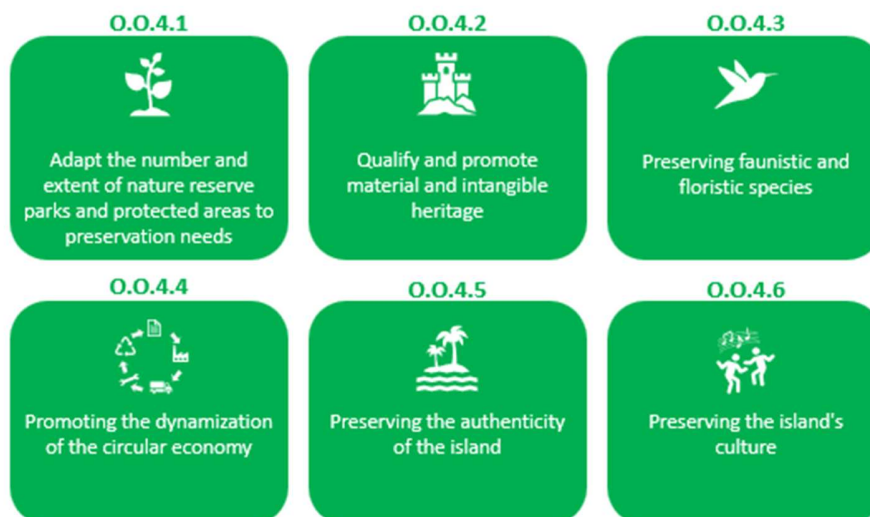 O.O.4.1
Adapt the number and
extent of nature reserve
parks and protected areas to
preservation needs
O.O.4.2
Qualify and promote
material and intangible
heritage
O.O.4.3
Preserving faunistic and
floristic species
O.O.4.4
Promoting the dynamization
of the circular economy
O.O.4.5
Preserving the authenticity
of the island
O.O.4.6
Preserving the island's
culture